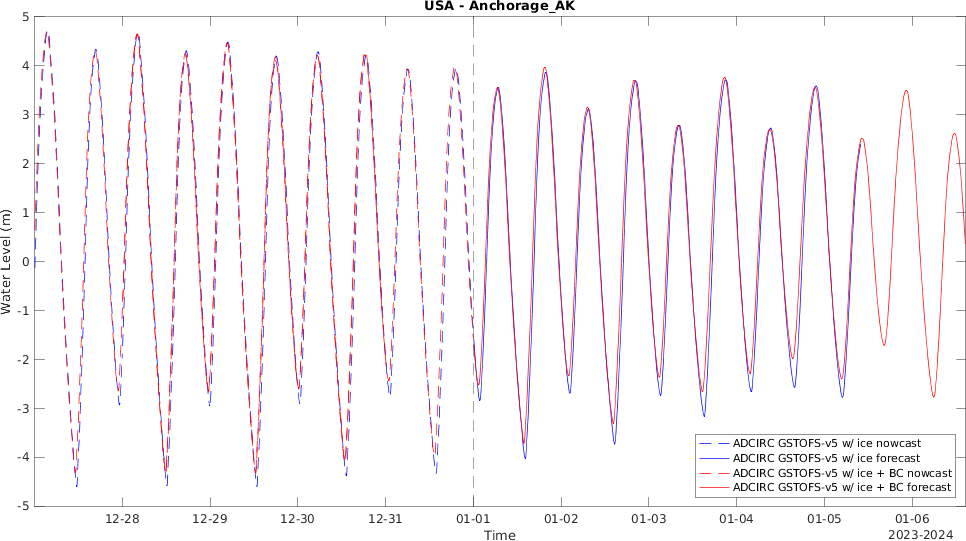 USA - Anchorage_AK
5
4
3
2
1
0
-1
-2
-3
-4
-5
Water Level (m)
12-28 12-29 12-30 12-31 01-01 01-02 01-03 01-04 01-05 01-06
Time
2023-2024
ADCIRC GSTOFS-v5 w/ ice nowcast
ADCIRC GSTOFS-v5 w/ ice forecast
ADCIRC GSTOFS-v5 w/ ice + BC nowcast
ADCIRC GSTOFS-v5 w/ ice + BC forecast